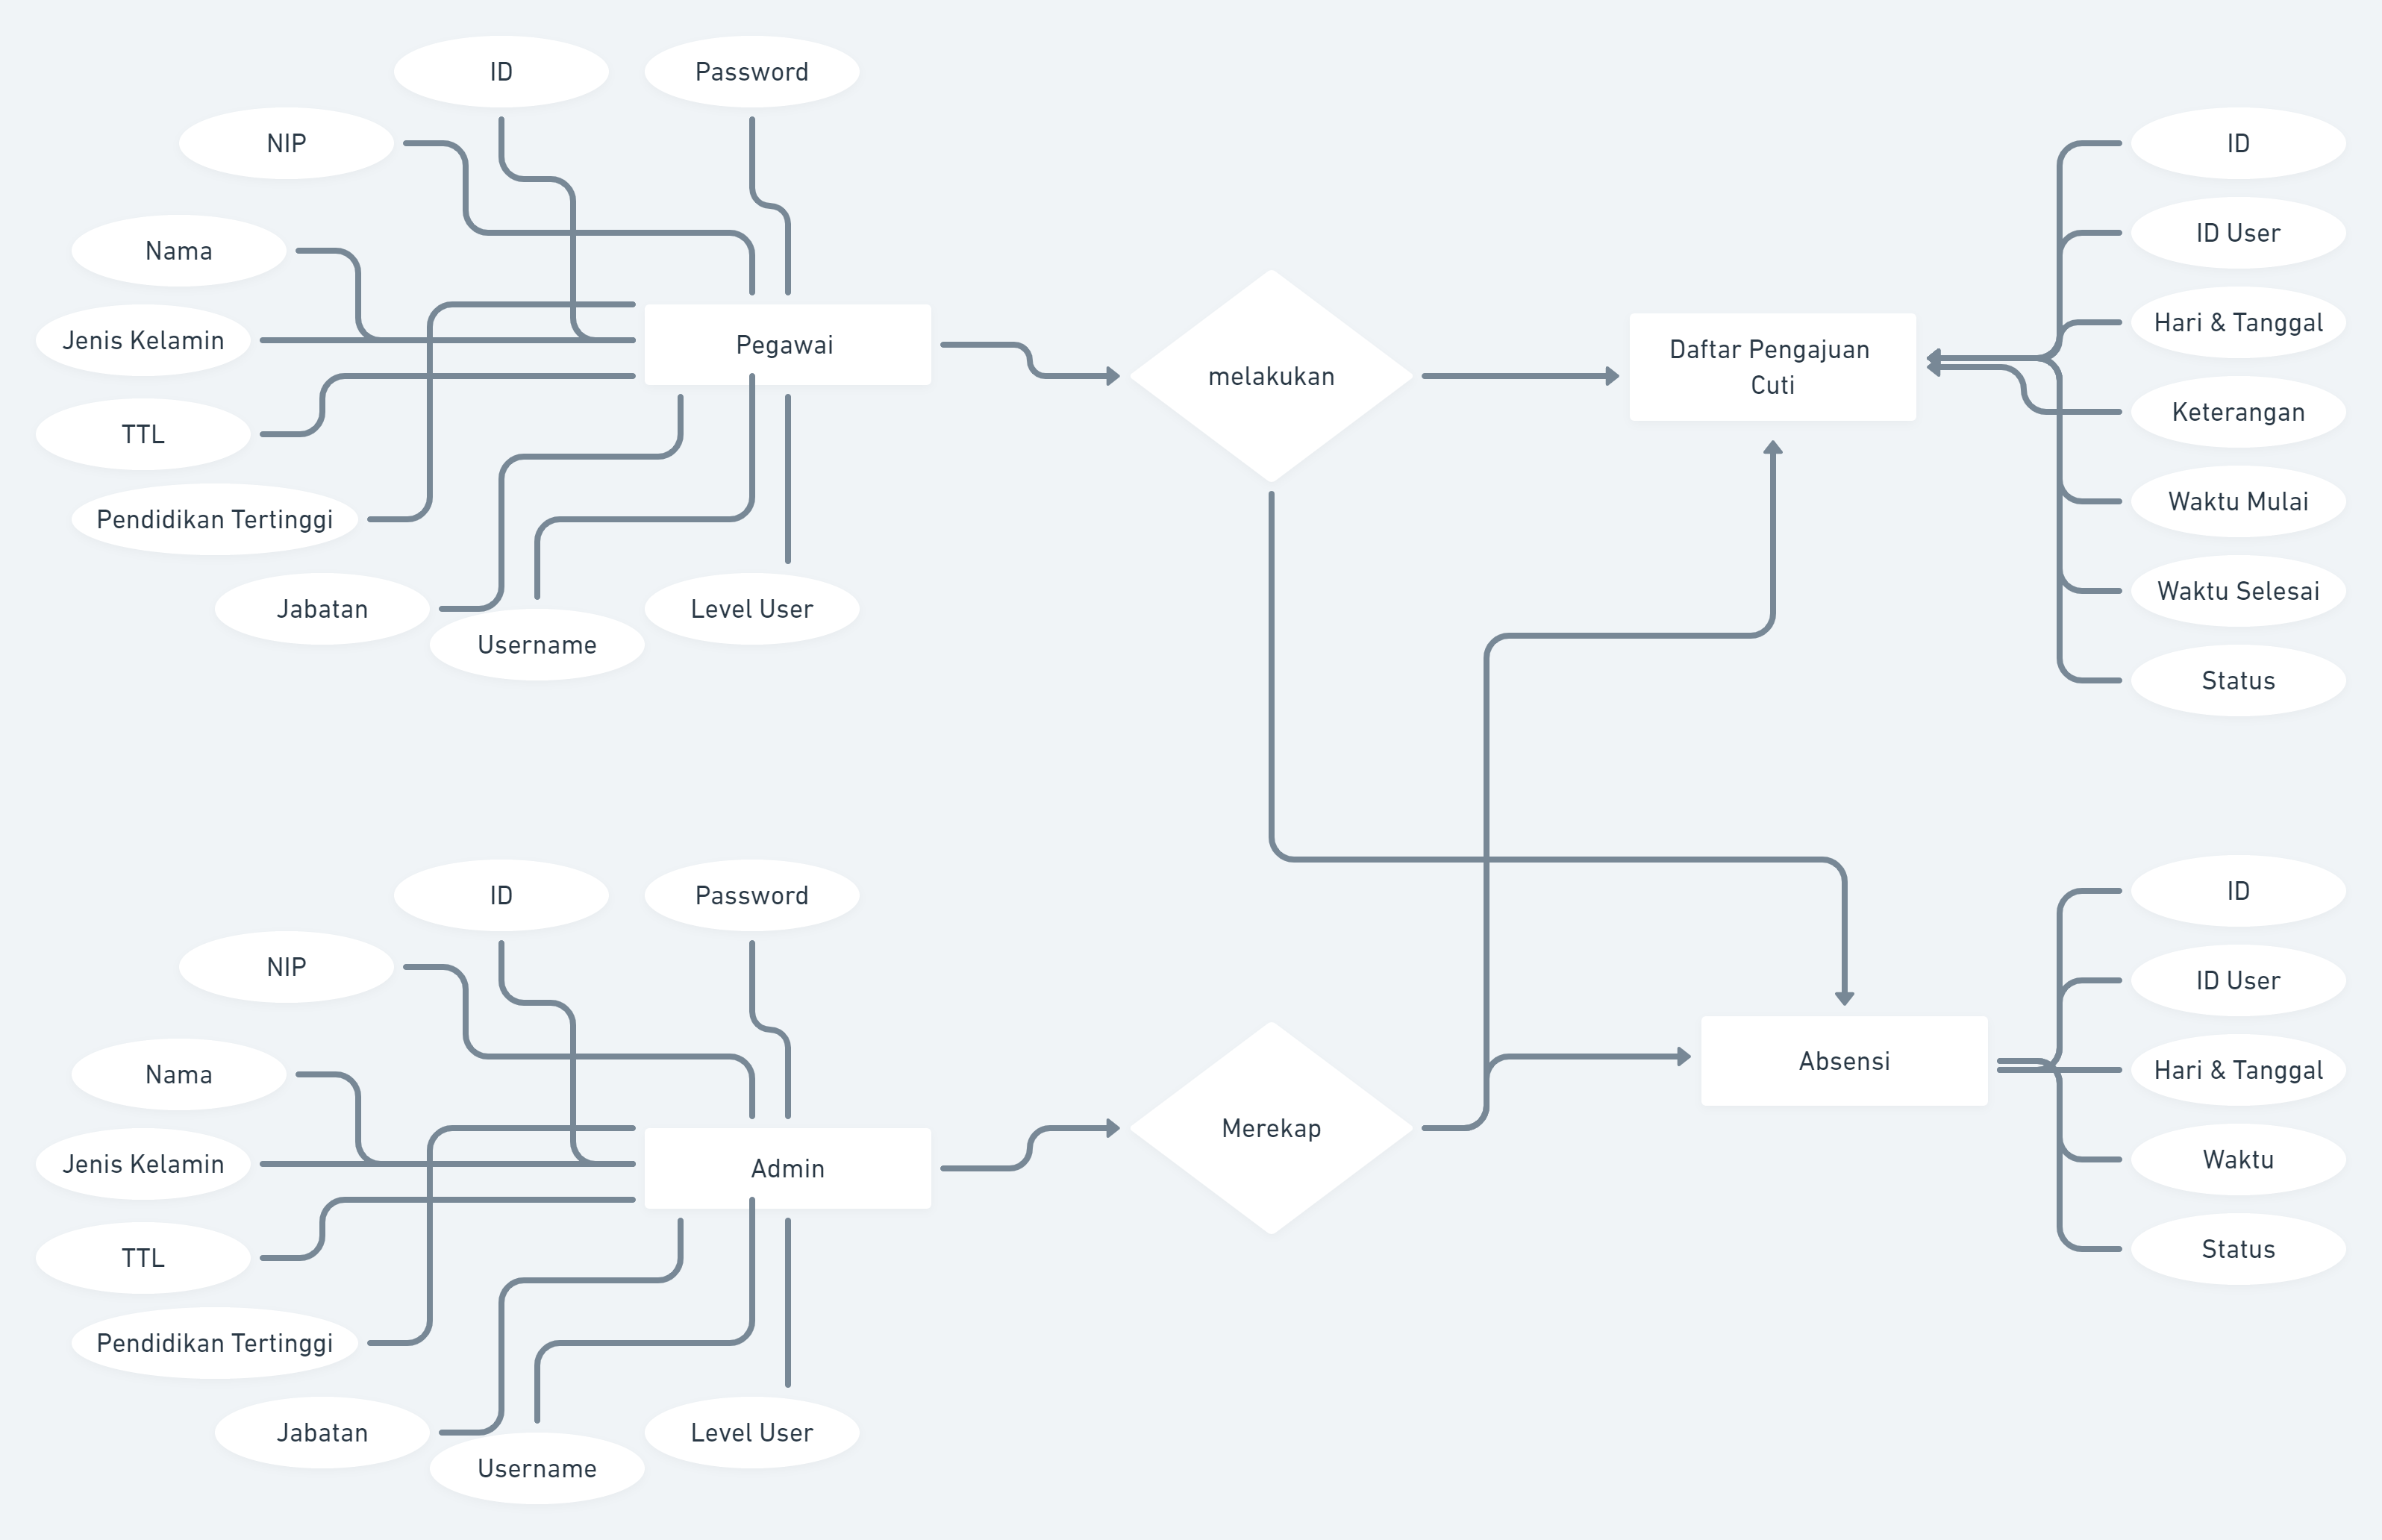 ID
Password
NIP
Nama
Jenis Kelamin
TTL
Pendidikan Tertinggi
Jabatan
Username
Level User
Pegawai
melakukan
Daftar Pengajuan
Cuti
ID
ID User
Hari & Tanggal
Keterangan
Waktu Mulai
Waktu Selesai
Status
ID
Password
NIP
Nama
Jenis Kelamin
TTL
Pendidikan Tertinggi
Jabatan
Username
Level User
Admin
Merekap
Absensi
ID
ID User
Hari & Tanggal
Waktu
Status